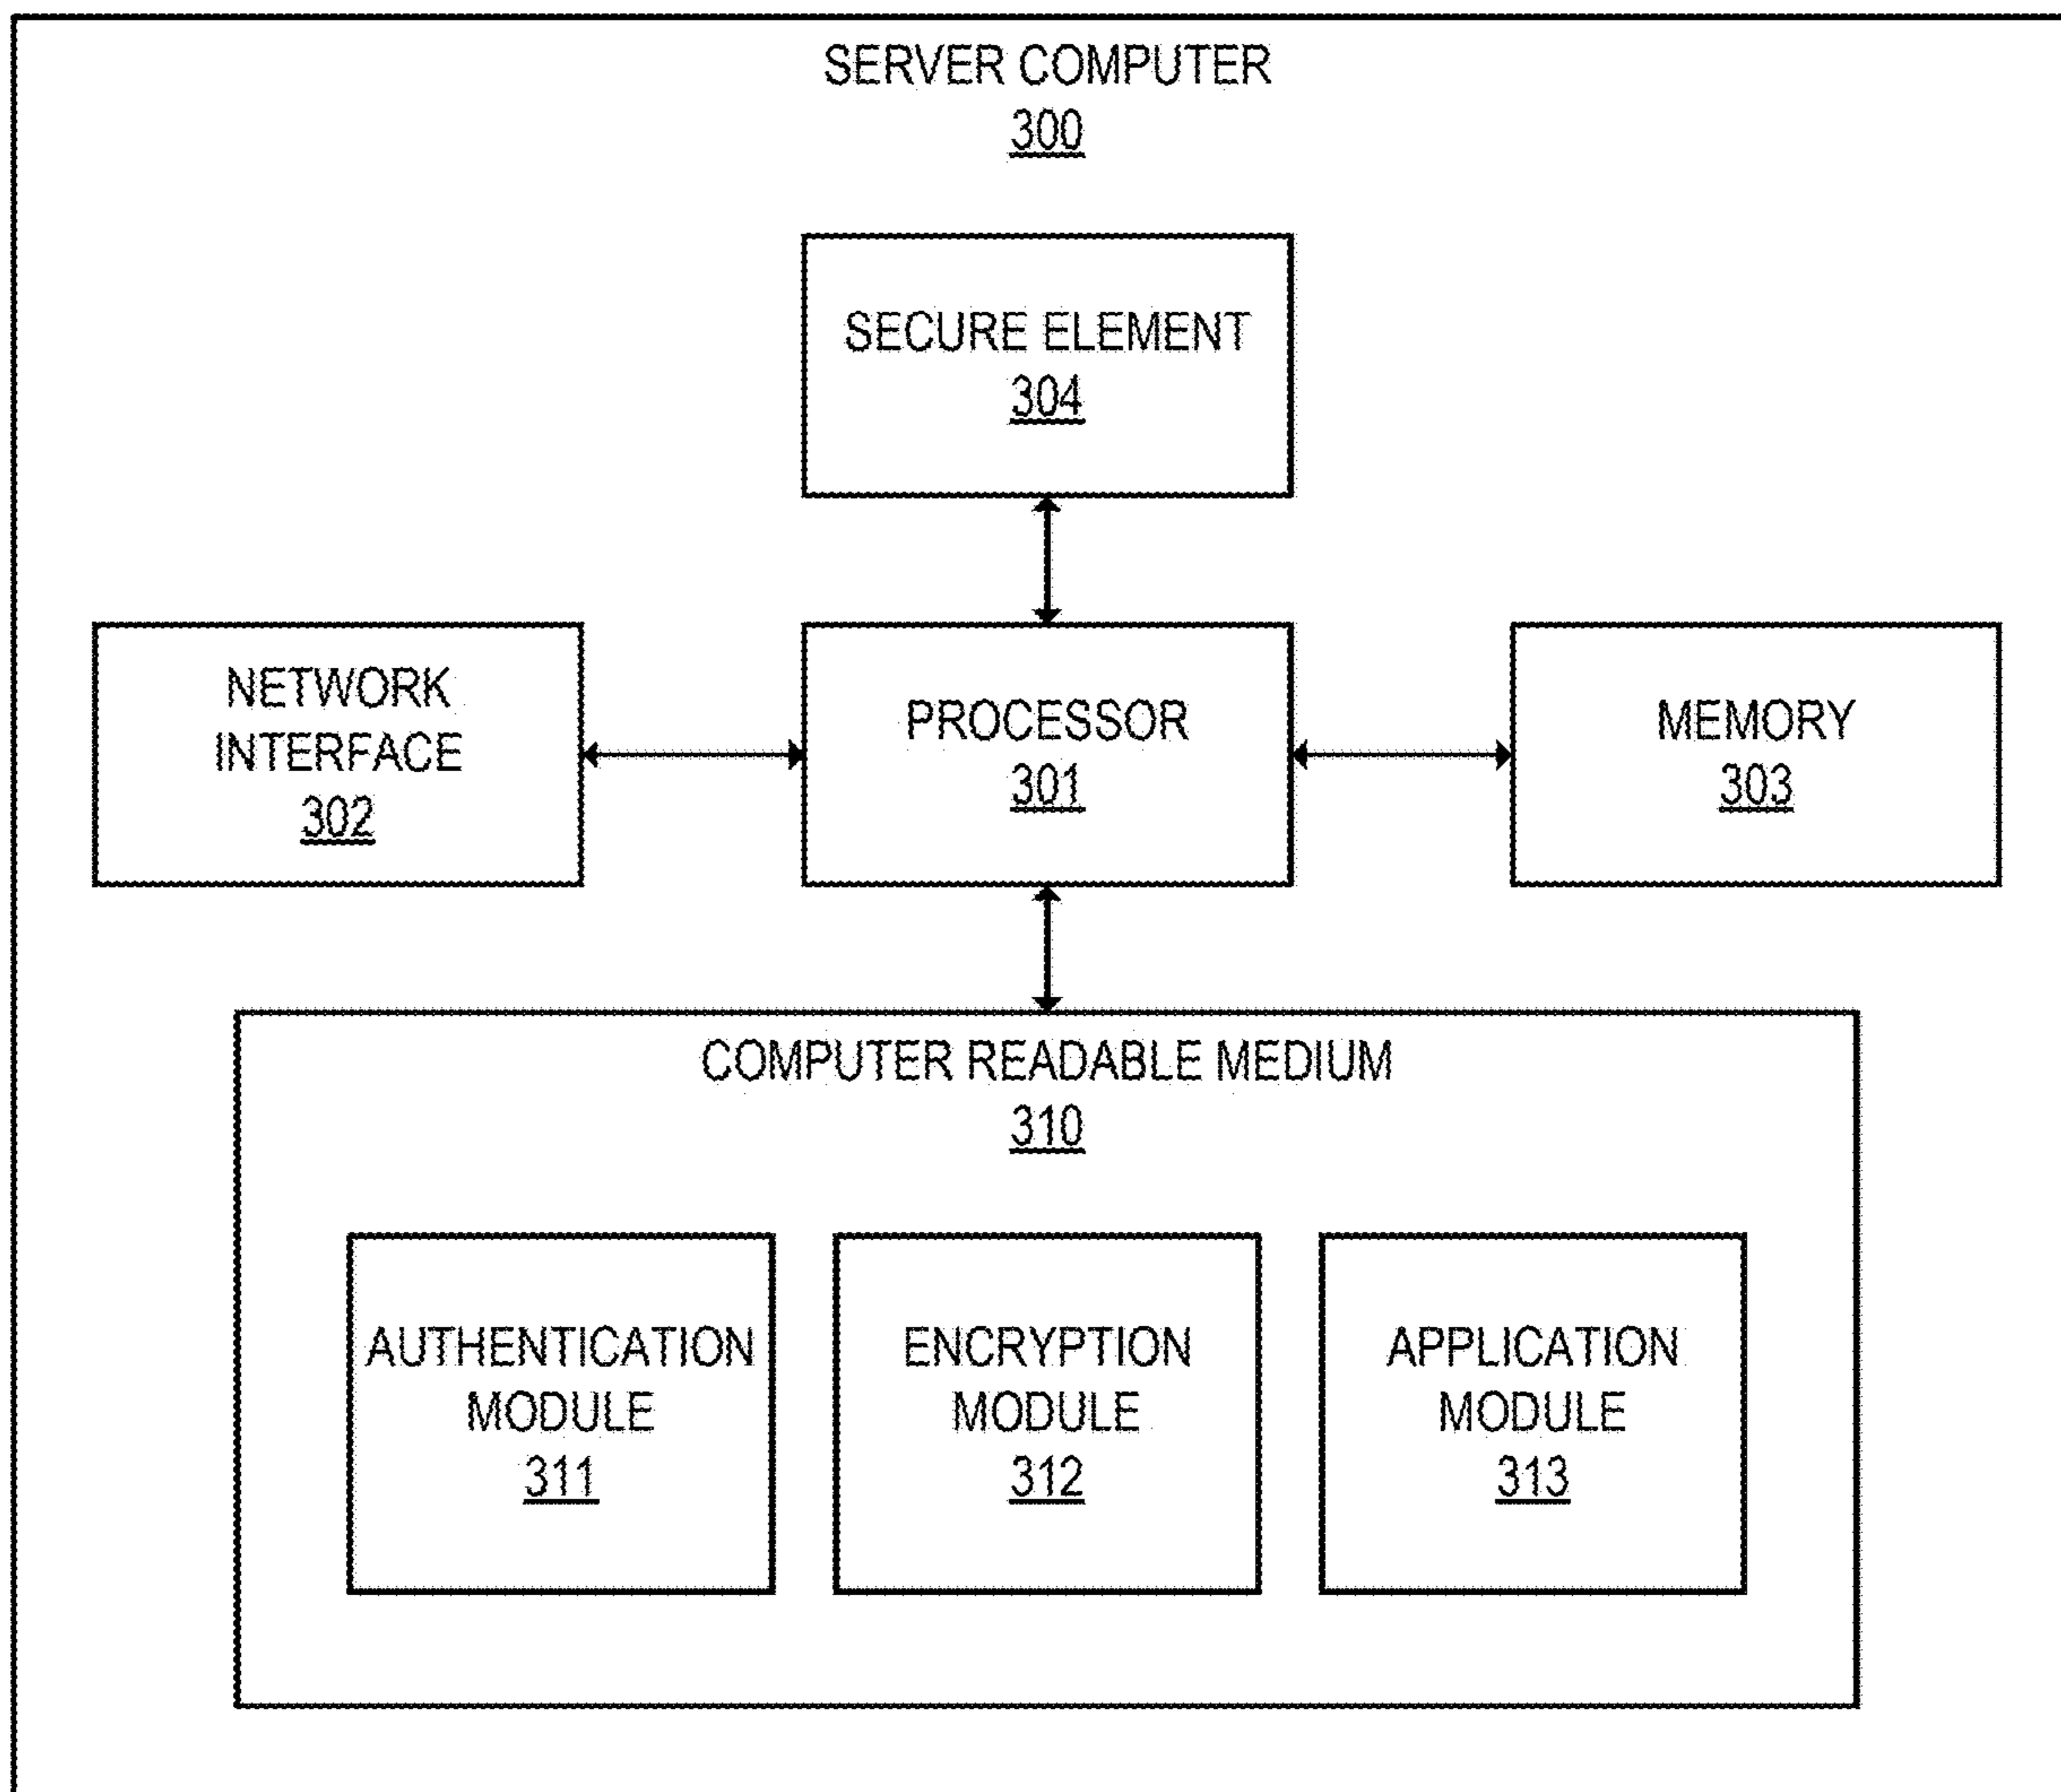 SERVER COMPUTER
300
SECURE ELEMENT
304
NETWORK
INTERFACE
302
PROCESSOR
301
MEMORY
303
COMPUTER READABLE MEDIUM
310
AUTHENTICATION
MODULE
311
ENCRYPTION
MODULE
312
APPLICATION
MODULE
313